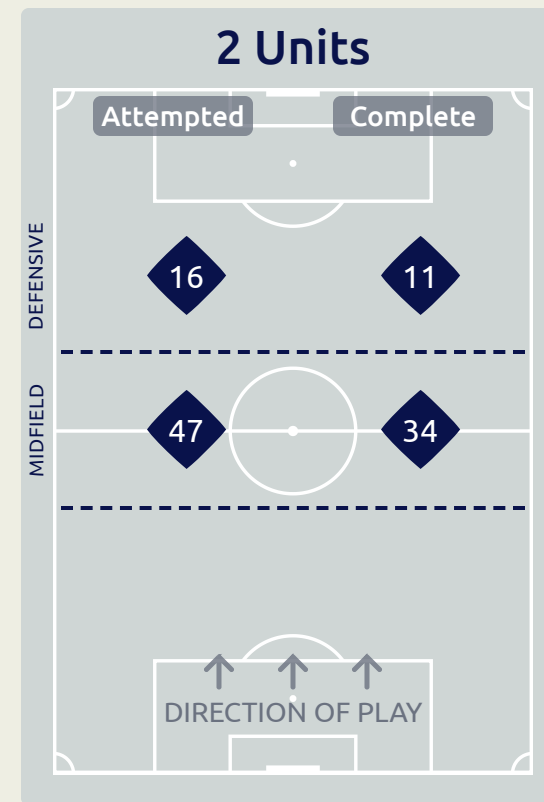 2 Units
Attempted
Complete
DEFENSIVE
16
11
MIDFIELD
47
34
DIRECTION OF PLAY